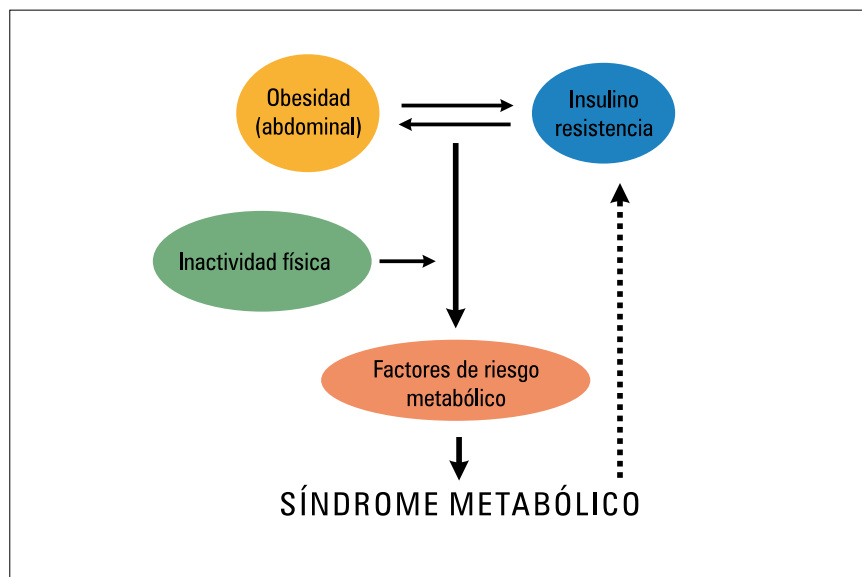 Obesidad
(abdominal)
Insulino
resistencia
Inactividad física
Factores de riesgo
metabólico
SÍNDROME METABÓLICO